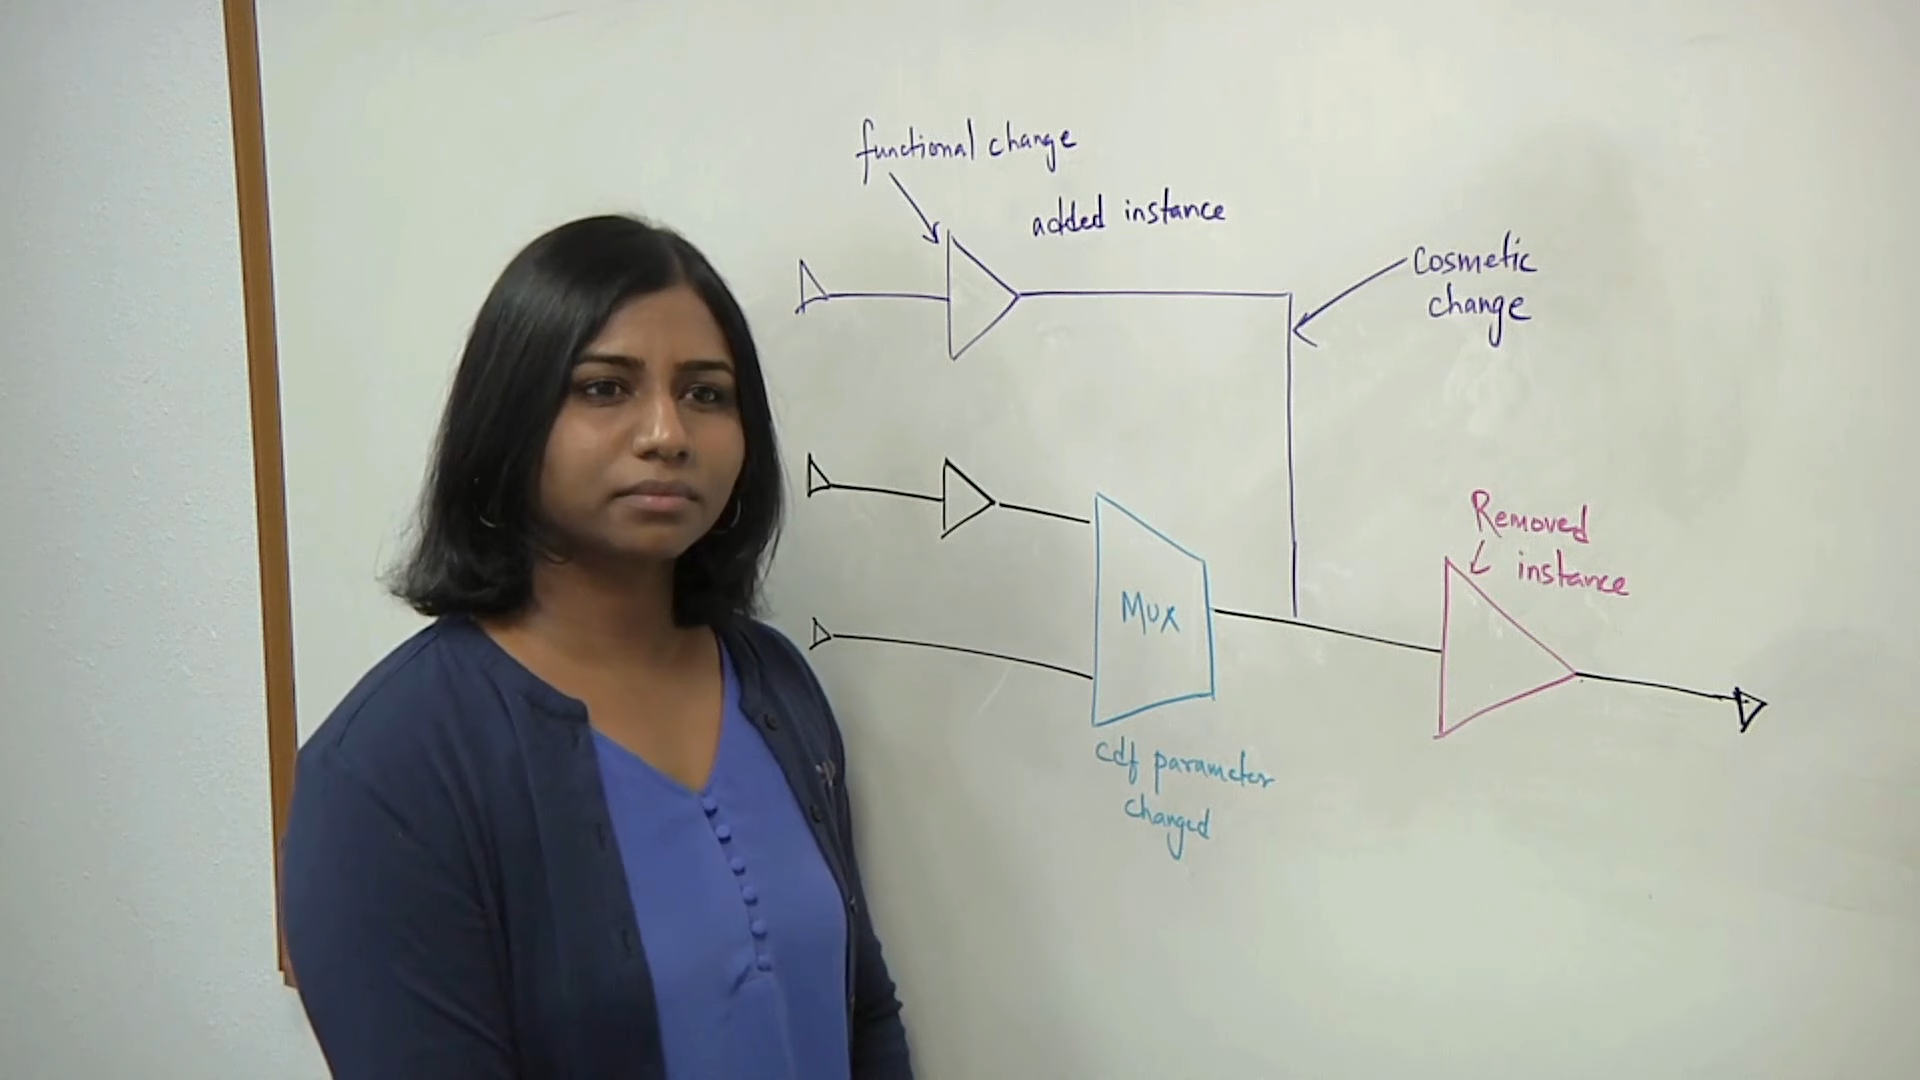 functional change
added instance
Cosmetic
change
Removed
instance
Mux
cdf parameter
changed